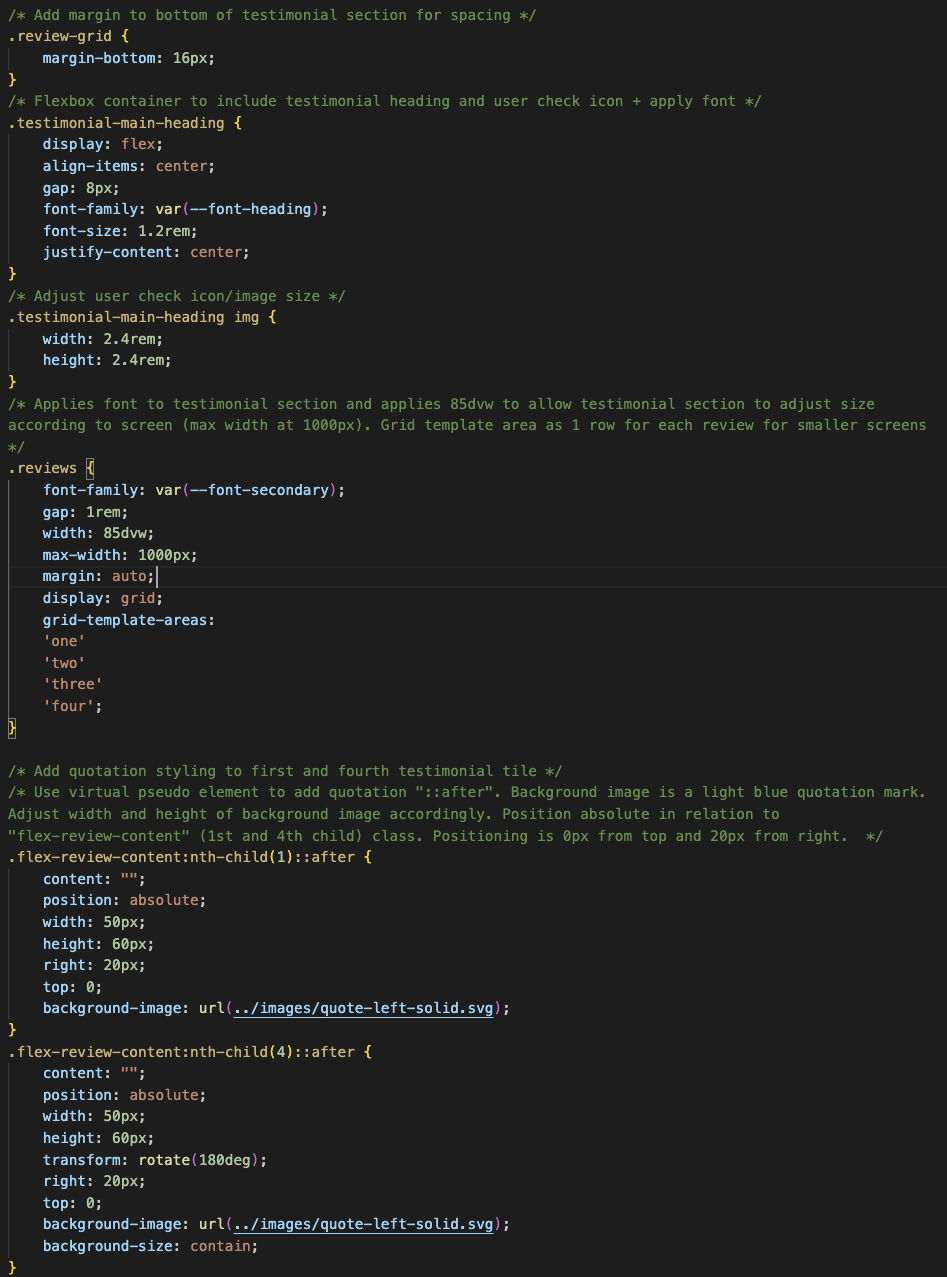 /* Add margin to bottom of testimonial section for spacing */
.review-grid {
    margin-bottom: 16px;
}
/* Flexbox container to include testimonial heading and user check icon + apply font */
.testimonial-main-heading {
    display: flex;
    align-items: center;
    gap: 8px;
    font-family: var(--font-heading);
    font-size: 1.2rem;
    justify-content: center;
}
/* Adjust user check icon/image size */
.testimonial-main-heading img {
    width: 2.4rem;
    height: 2.4rem;
}
/* Applies font to testimonial section and applies 85dvw to allow testimonial section to adjust size
according to screen (max width at 1000px). Grid template area as 1 row for each review for smaller screens
*/
.reviews {
    font-family: var(--font-secondary);
    gap: 1rem;
    width: 85dvw;
    max-width: 1000px;
    margin: auto;
    display: grid;
    grid-template-areas:
    'one'
    'two'
    'three'
    'four';
}

/* Add quotation styling to first and fourth testimonial tile */
/* Use virtual pseudo element to add quotation "::after". Background image is a light blue quotation mark.
Adjust width and height of background image accordingly. Position absolute in relation to
"flex-review-content" (1st and 4th child) class. Positioning is 0px from top and 20px from right.  */
.flex-review-content:nth-child(1)::after {
    content: "";
    position: absolute;
    width: 50px;
    height: 60px;
    right: 20px;
    top: 0;
    background-image: url(../images/quote-left-solid.svg);
}
.flex-review-content:nth-child(4)::after {
    content: "";
    position: absolute;
    width: 50px;
    height: 60px;
    transform: rotate(180deg);
    right: 20px;
    top: 0;
    background-image: url(../images/quote-left-solid.svg);
    background-size: contain;
}